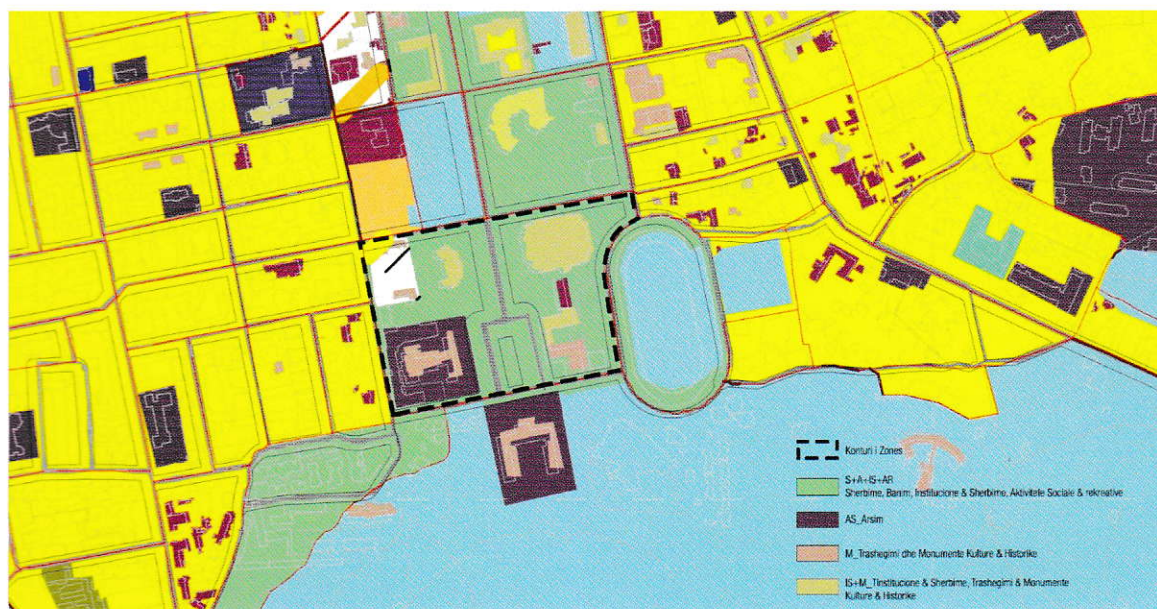 Konturi i Zones
S+A+IS+AR
Sherbime, Banim, Institucione & Sherbime, Aktivitete Sociale & rekreative
AS_Arsim
M_Trashegimi dhe Monumente Kulture & Historike
IS+M_TInstitucione & Sherbime, Trashegimi & Monumente
Kulture & Historike